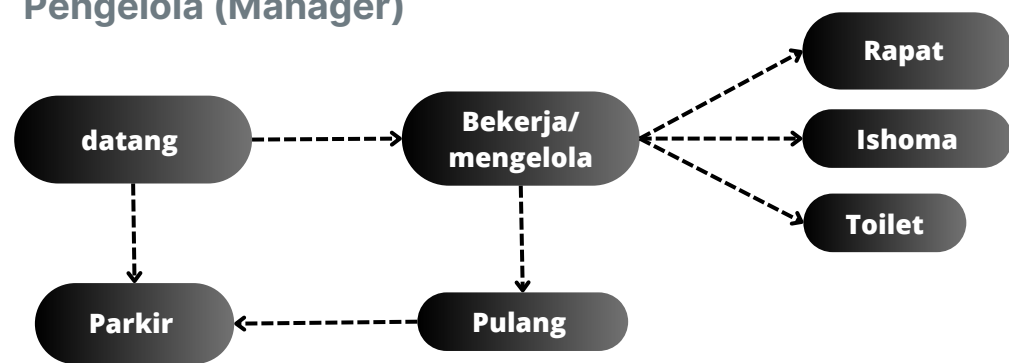 Pengelola (Manager)
Rapat
datang
Bekerja/
mengelola
Ishoma
Toilet
Parkir
Pulang